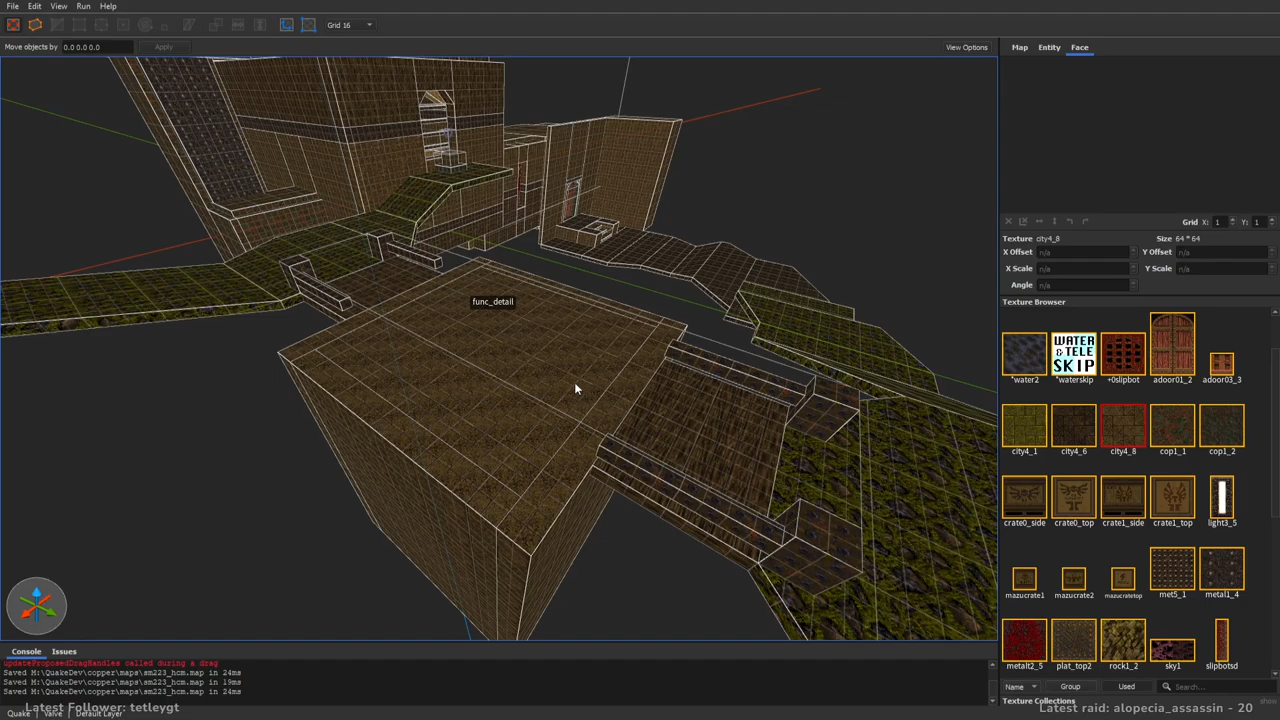 File Edit View Run Help
Grid 16
Move objects by 0.0 0.0 0.0 Apply
View Options
Map Entity Face
func_detail
Grid X: 1 Y: 1
Texture city4_8 Size 64 * 64
X Offset n/a Y Offset n/a
X Scale n/a Y Scale n/a
Angle n/a
Texture Browser
WATER
& TELE
SKIP
*water2 *waterskip +0slipbot adoor01_2 adoor03_3
city4_1 city4_6 city4_8 cop1_1 cop1_2
crate0_side crate0_top crate1_side crate1_top light3_5
mazucrate1 mazucrate2 mazucratetop met5_1 metal1_4
metalt2_5 plat_top2 rock1_2 sky1 slipbotsd
Name Group Used Search...
Texture Collections show
Console Issues
updateProposedDragHandles called during a drag
Saved M:\QuakeDev\copper\maps\sm223_hcm.map in 24ms
Saved M:\QuakeDev\copper\maps\sm223_hcm.map in 19ms
Saved M:\QuakeDev\copper\maps\sm223_hcm.map in 24ms
Latest Follower: tetleygt
Latest raid: alopecia_assassin - 20
Quake Valve Default Layer